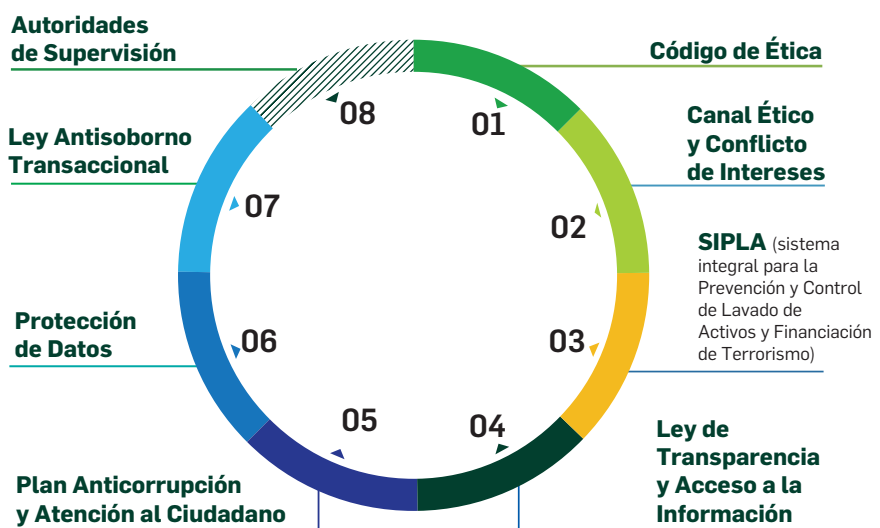 Código de Ética
01
Canal Ético
y Conflicto
de Intereses
02
SIPLA (sistema
integral para la
Prevención y Control
de Lavado de
Activos y Financiación
de Terrorismo)
03
Ley de
Transparencia
y Acceso a la
Información
04
Plan Anticorrupción
y Atención al Ciudadano
05
Protección
de Datos
06
Ley Antisoborno
Transaccional
07
Autoridades
de Supervisión
08